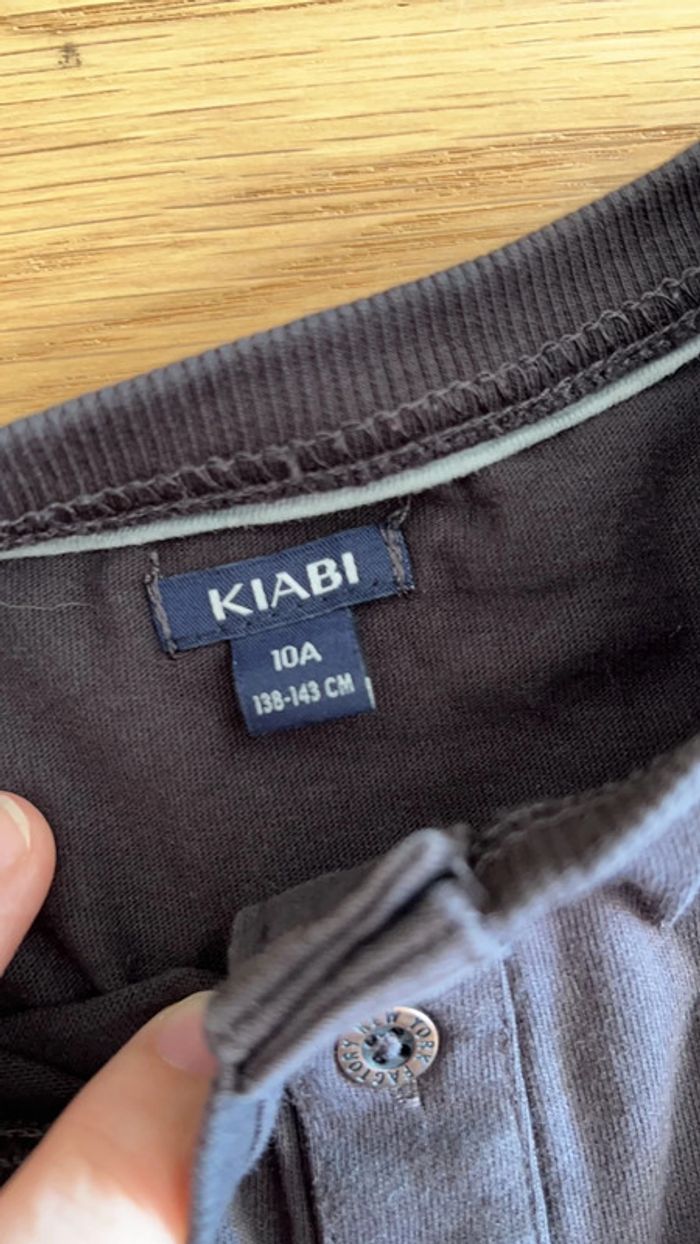 KIABI
10A
138-143 CM
NEW YORK FACTORY